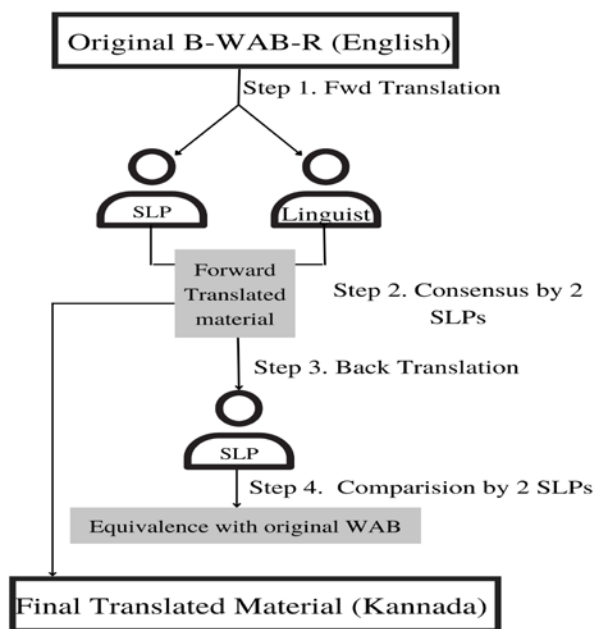 Original B-WAB-R (English)
Step 1. Fwd Translation
SLP
Linguist
Forward
Translated
material
Step 2. Consensus by 2
SLPs
Step 3. Back Translation
SLP
Step 4. Comparision by 2 SLPs
Equivalence with original WAB
Final Translated Material (Kannada)